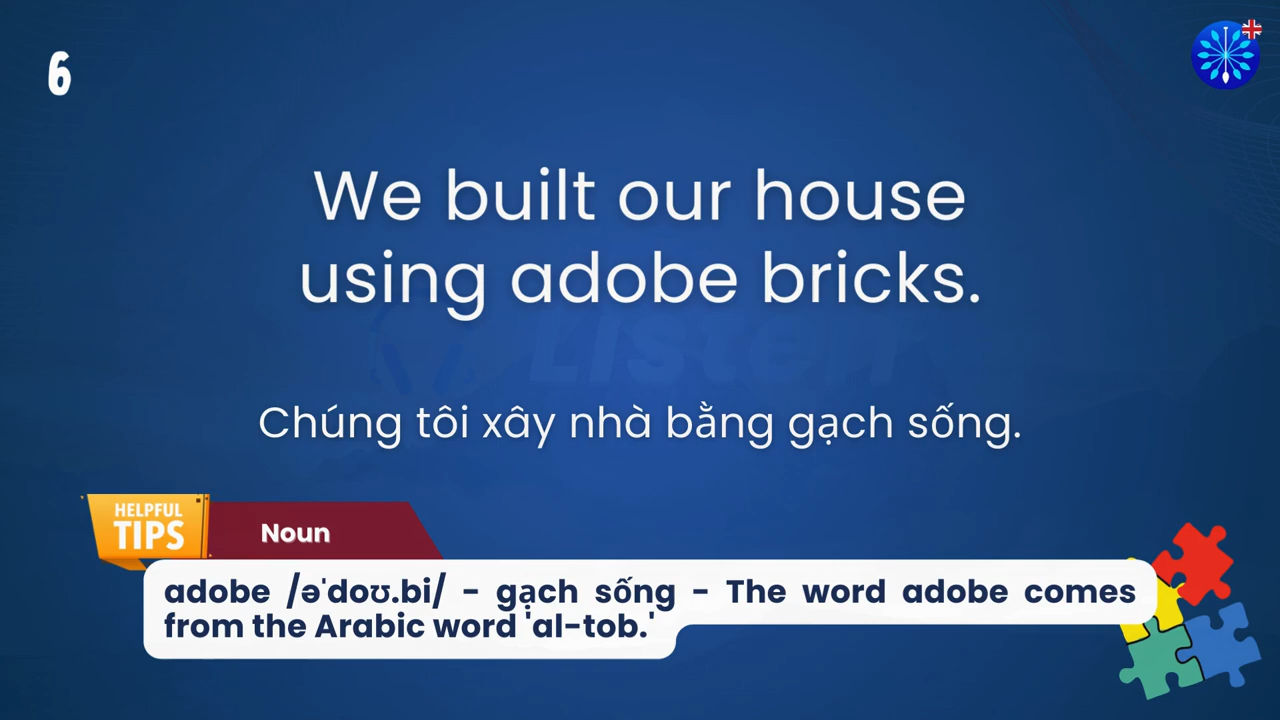 6
We built our house
using adobe bricks.
Listen
Chúng tôi xây nhà bằng gạch sống.
HELPFUL
TIPS
Noun
adobe /əˈdoʊ.bi/ - gạch sống - The word adobe comes
from the Arabic word 'al-tob.'